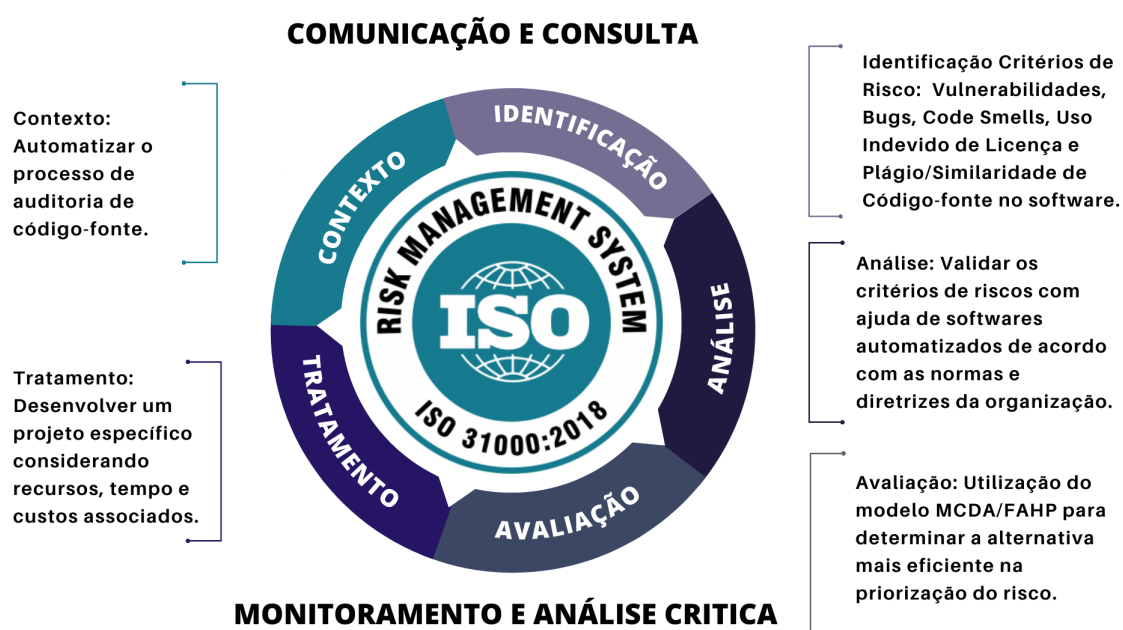 COMUNICAÇÃO E CONSULTA
Contexto:
Automatizar o
processo de
auditoria de
código-fonte.
Tratamento:
Desenvolver um
projeto específico
considerando
recursos, tempo e
custos associados.
CONTEXTO
IDENTIFICAÇÃO
ANÁLISE
AVALIAÇÃO
TRATAMENTO
RISK MANAGEMENT SYSTEM
ISO
ISO 31000:2018
Identificação Critérios de
Risco:  Vulnerabilidades,
Bugs, Code Smells, Uso
Indevido de Licença e
Plágio/Similaridade de
Código-fonte no software.
Análise: Validar os
critérios de riscos com
ajuda de softwares
automatizados de acordo
com as normas e
diretrizes da organização.
Avaliação: Utilização do
modelo MCDA/FAHP para
determinar a alternativa
mais eficiente na
priorização do risco.
MONITORAMENTO E ANÁLISE CRITICA